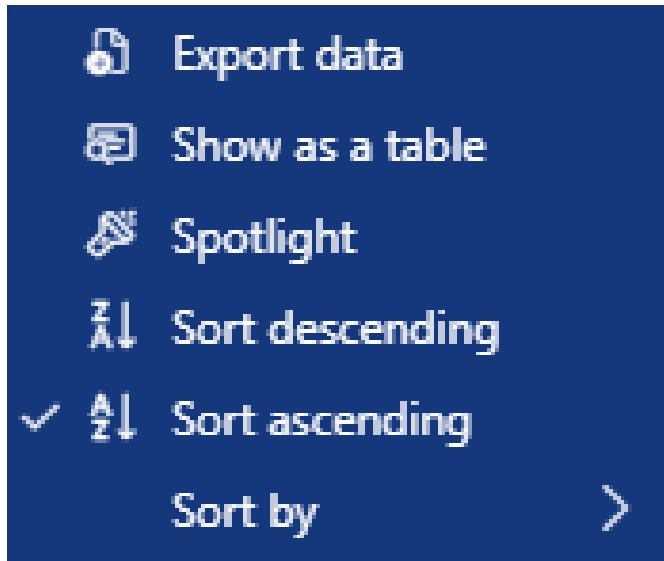 Export data
Show as a table
Spotlight
Sort descending
Sort ascending
Sort by